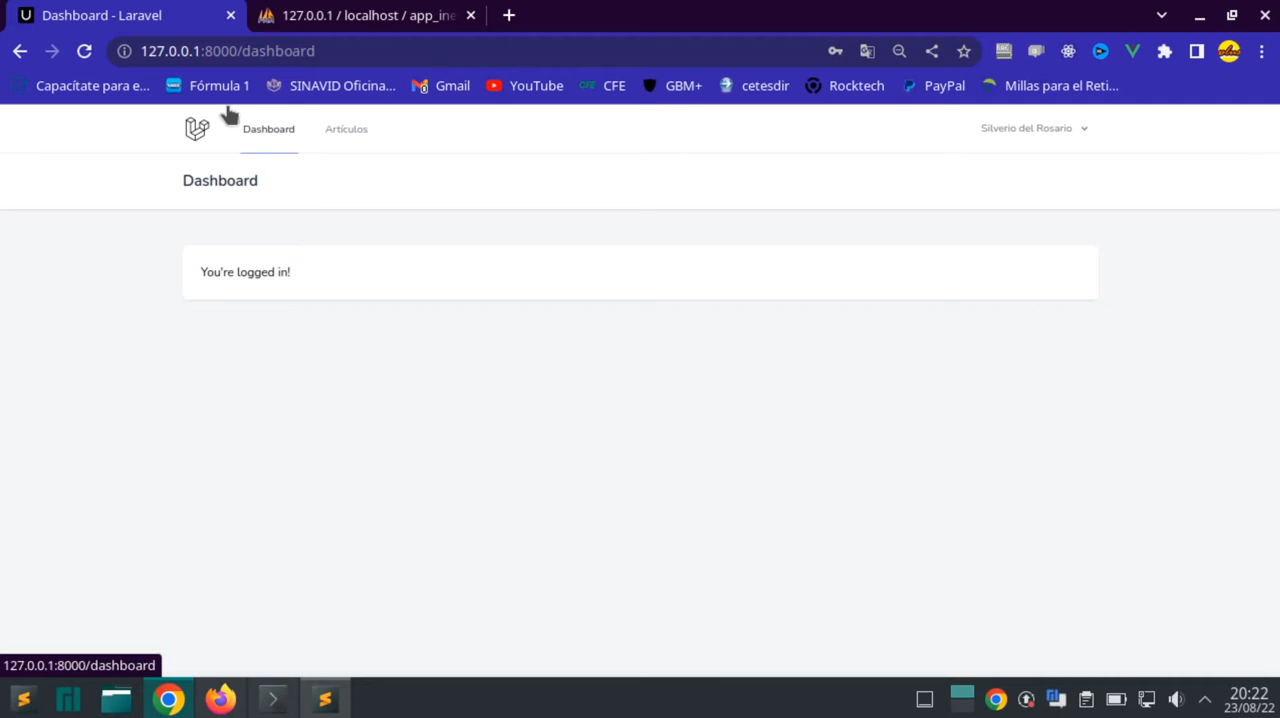 Dashboard - Laravel
127.0.0.1 / localhost / app_ine
127.0.0.1:8000/dashboard
Capacítate para e...
Fórmula 1
SINAVID Oficina...
Gmail
YouTube
CFE
GBM+
cetesdir
Rocktech
PayPal
Millas para el Reti...
Dashboard
Artículos
Silverio del Rosario
Dashboard
You're logged in!
127.0.0.1:8000/dashboard
20:22
23/08/22